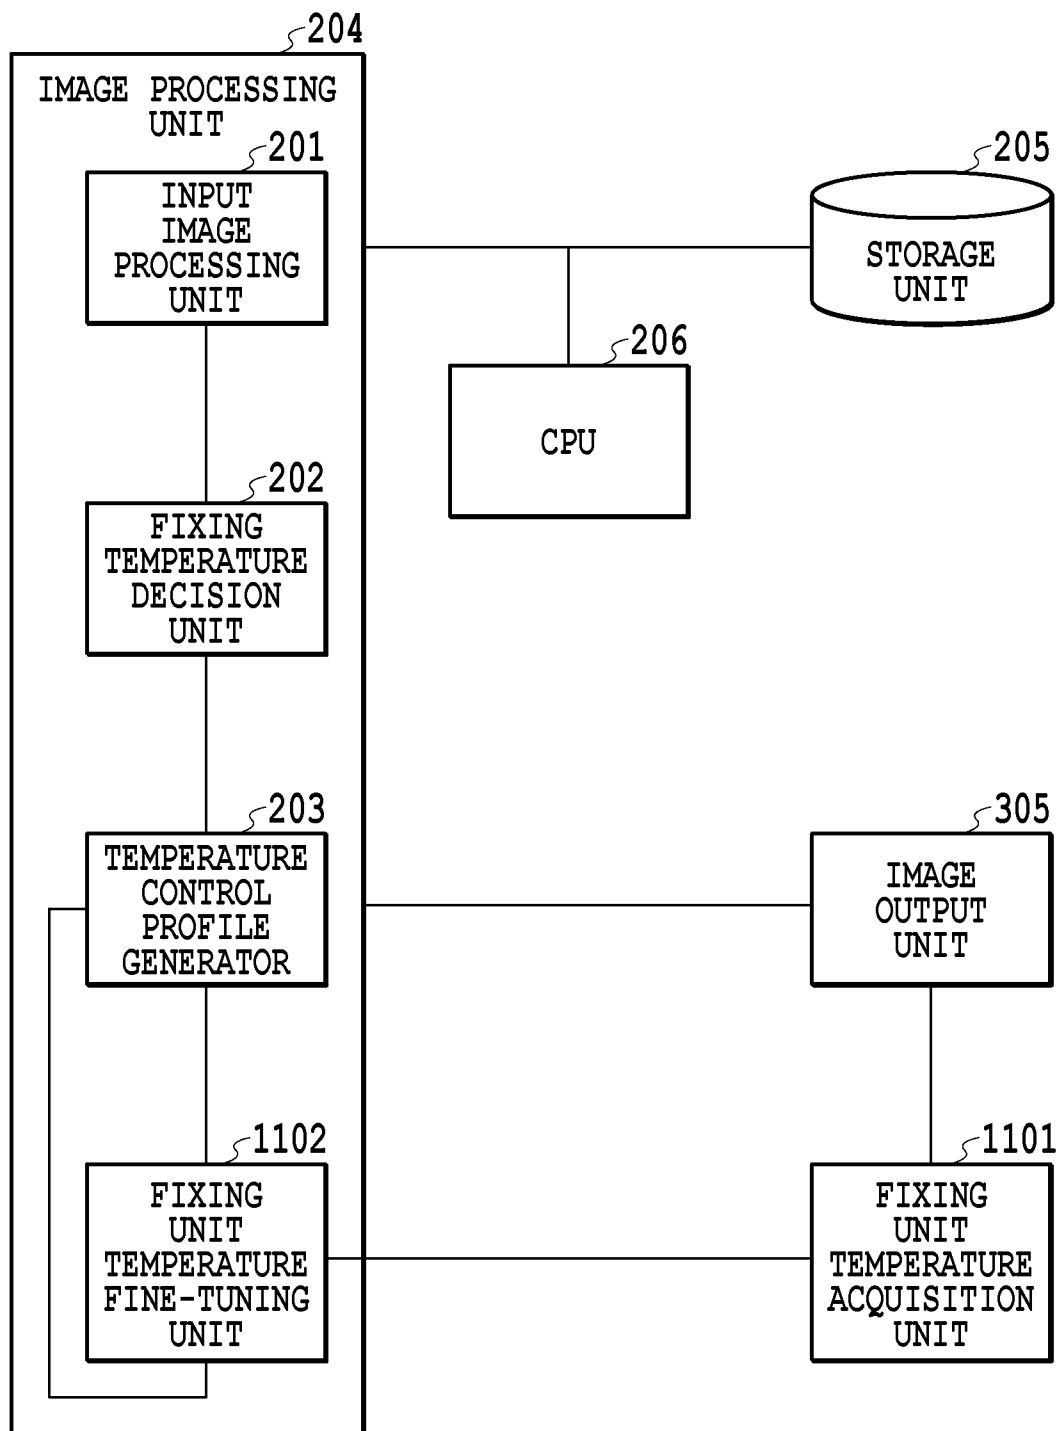 204
IMAGE PROCESSING
UNIT
201
INPUT
IMAGE
PROCESSING
UNIT
205
STORAGE
UNIT
206
CPU
202
FIXING
TEMPERATURE
DECISION
UNIT
203
TEMPERATURE
CONTROL
PROFILE
GENERATOR
305
IMAGE
OUTPUT
UNIT
1102
FIXING
UNIT
TEMPERATURE
FINE-TUNING
UNIT
1101
FIXING
UNIT
TEMPERATURE
ACQUISITION
UNIT